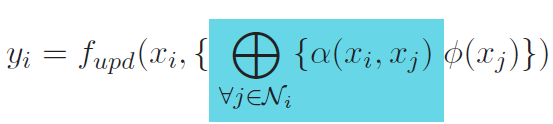 y_i = f_{upd}(x_i, \{ \bigoplus_{\forall j \in \mathcal{N}_i} \{ \alpha(x_i, x_j) \phi(x_j) \} )